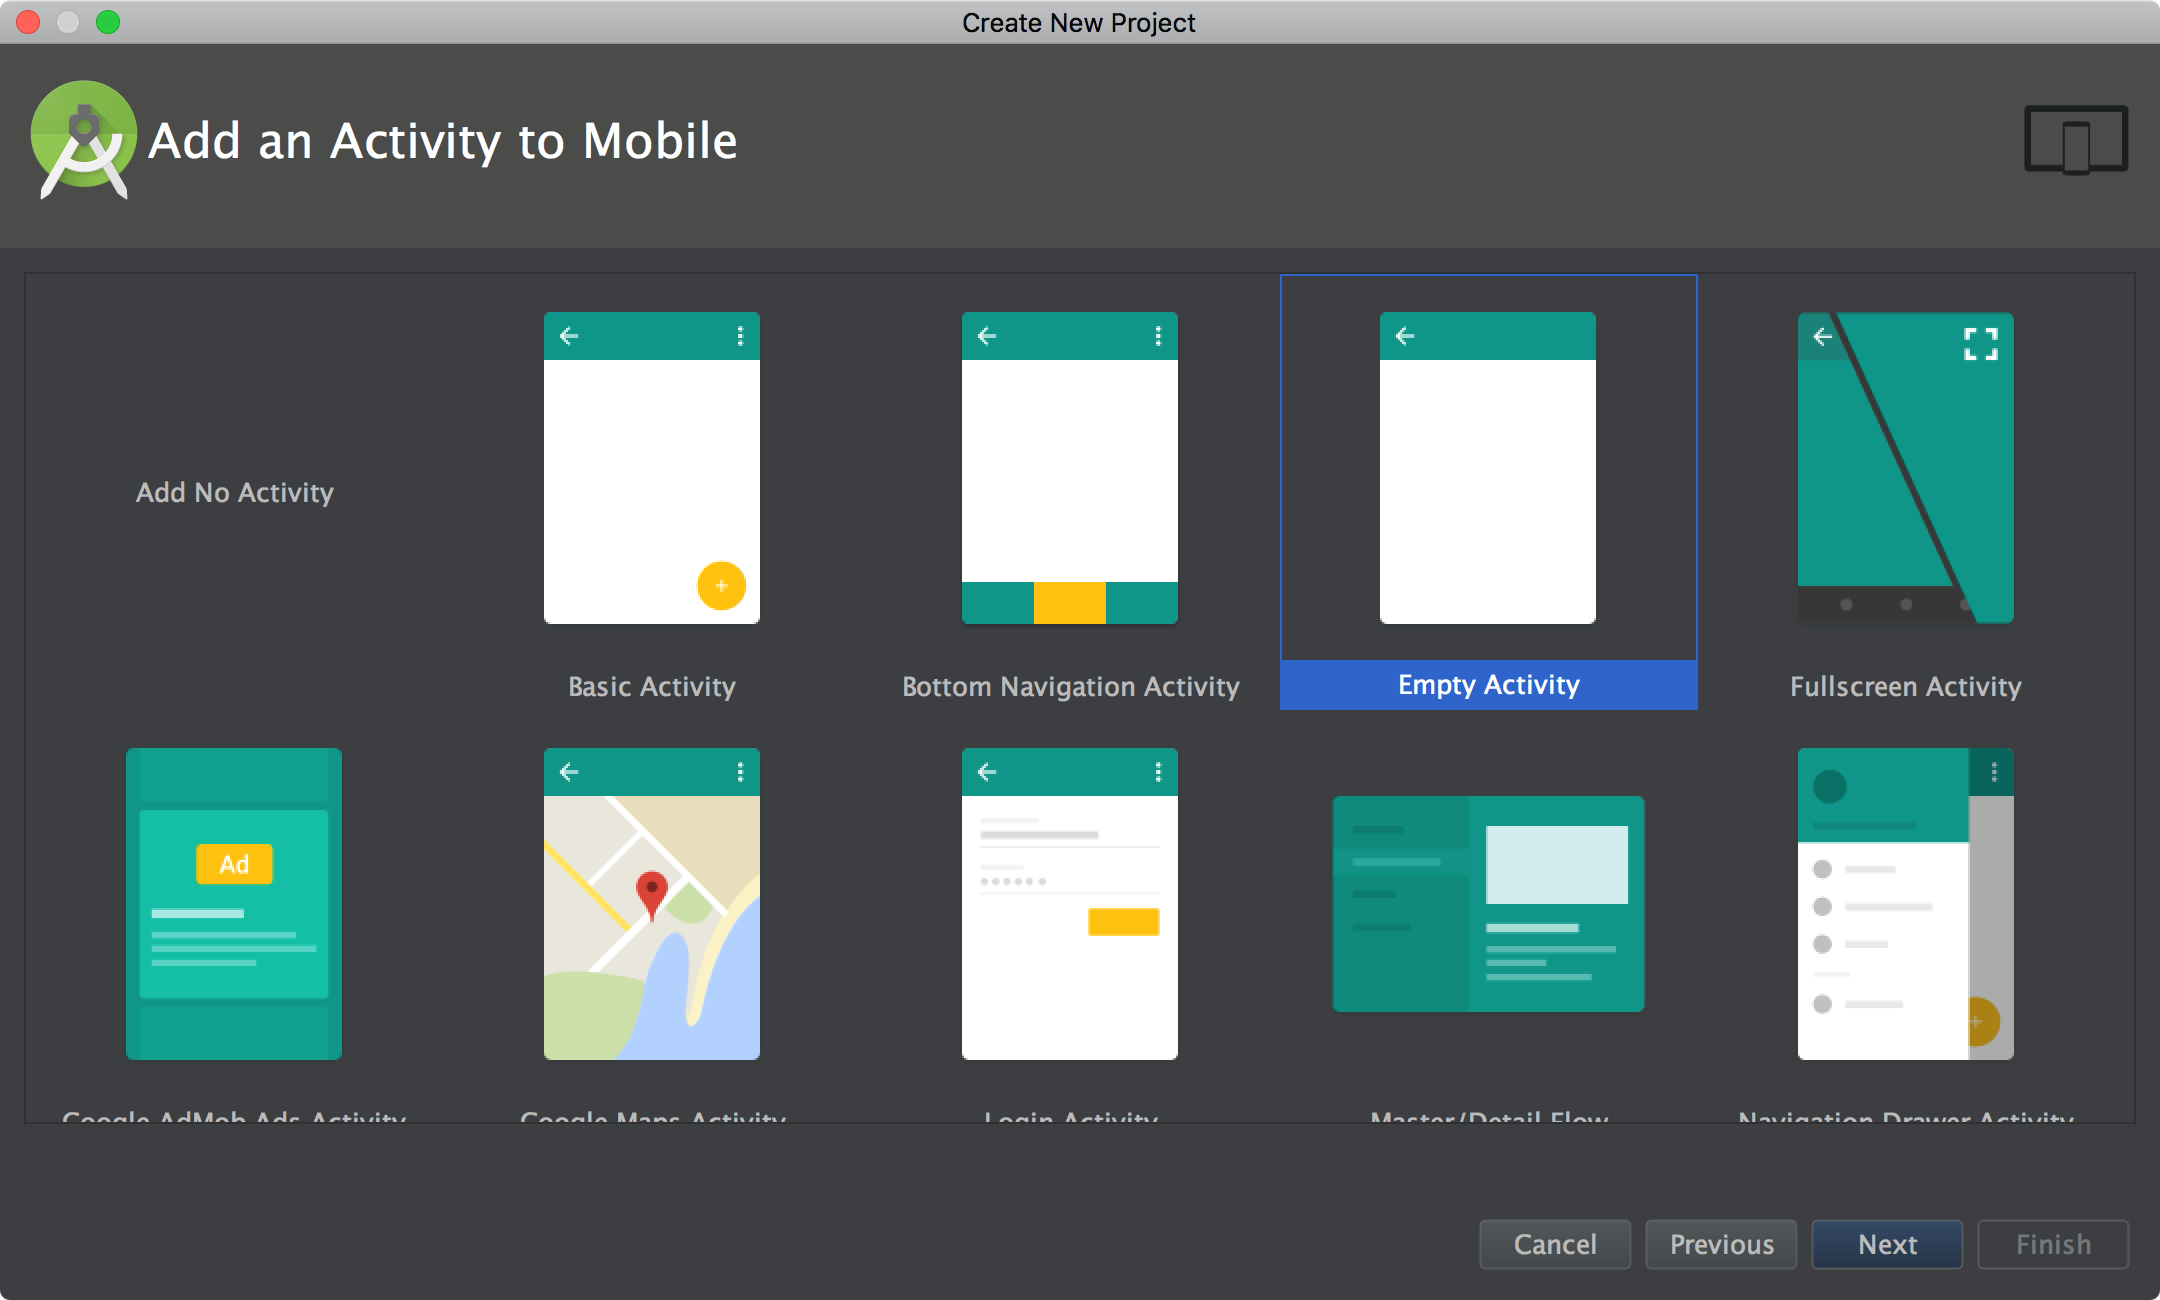 Create New Project
Add an Activity to Mobile
Add No Activity
Basic Activity
Bottom Navigation Activity
Empty Activity
Fullscreen Activity
Ad
Google AdMob Ads Activity
Google Maps Activity
Login Activity
Master/Detail Flow
Navigation Drawer Activity
Cancel
Previous
Next
Finish